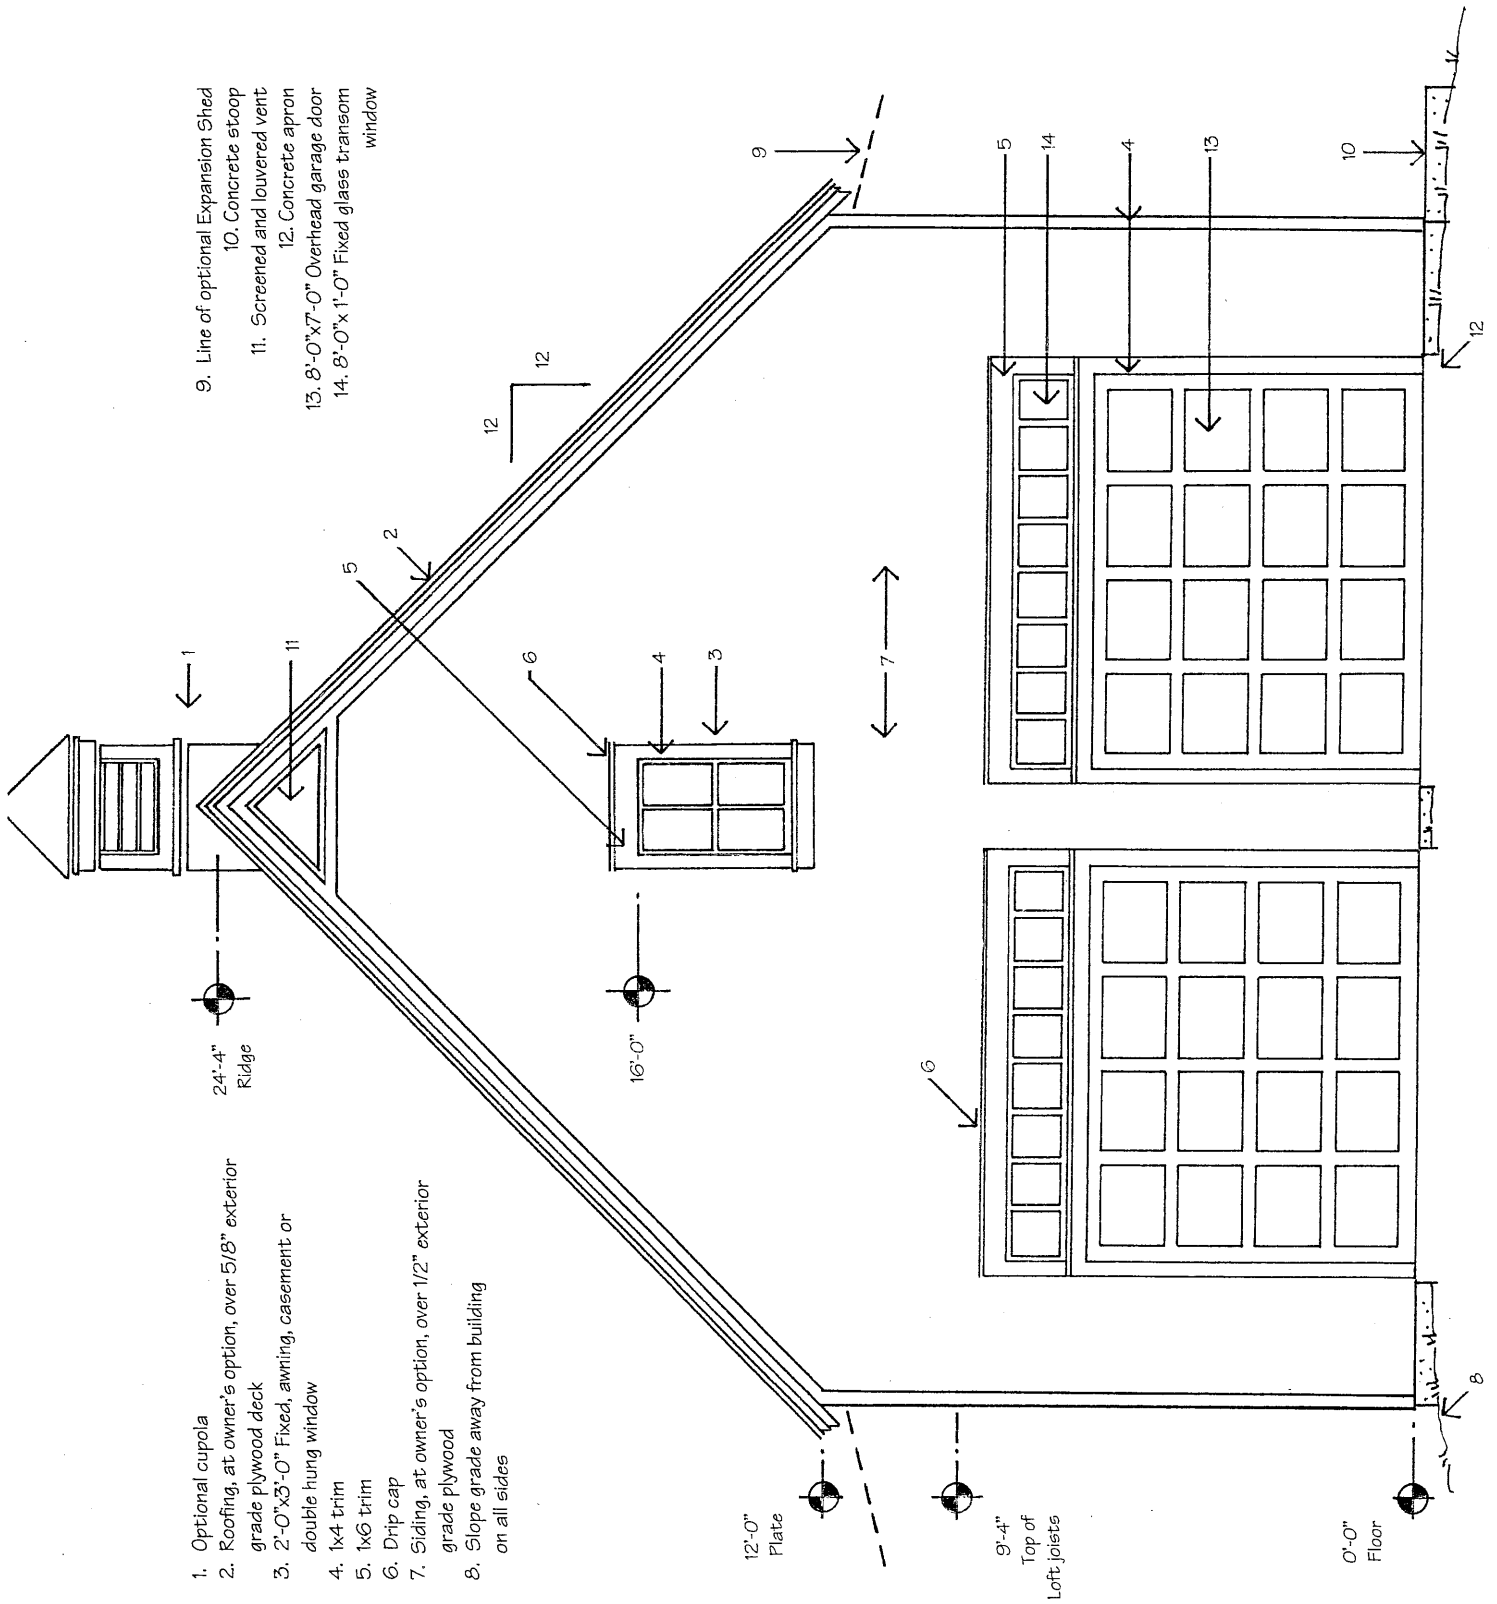 1. Optional cupola
2. Roofing, at owner's option, over 5/8" exterior
grade plywood deck
3. 2'-0"x3'-0" Fixed, awning, casement or
double hung window
4. 1x4 trim
5. 1x6 trim
6. Drip cap
7. Siding, at owner's option, over 1/2" exterior
grade plywood
8. Slope grade away from building
on all sides
9. Line of optional Expansion Shed
10. Concrete stoop
11. Screened and louvered vent
12. Concrete apron
13. 8'-0"x7'-0" Overhead garage door
14. 8'-0"x 1'-0" Fixed glass transom
window
1
24'-4"
Ridge
11
2
5
12
12
6
16'-0"
4
3
9
12'-0"
Plate
7
6
9'-4"
Top of
Loft joists
5
14
4
13
0'-0"
Floor
10
8
12